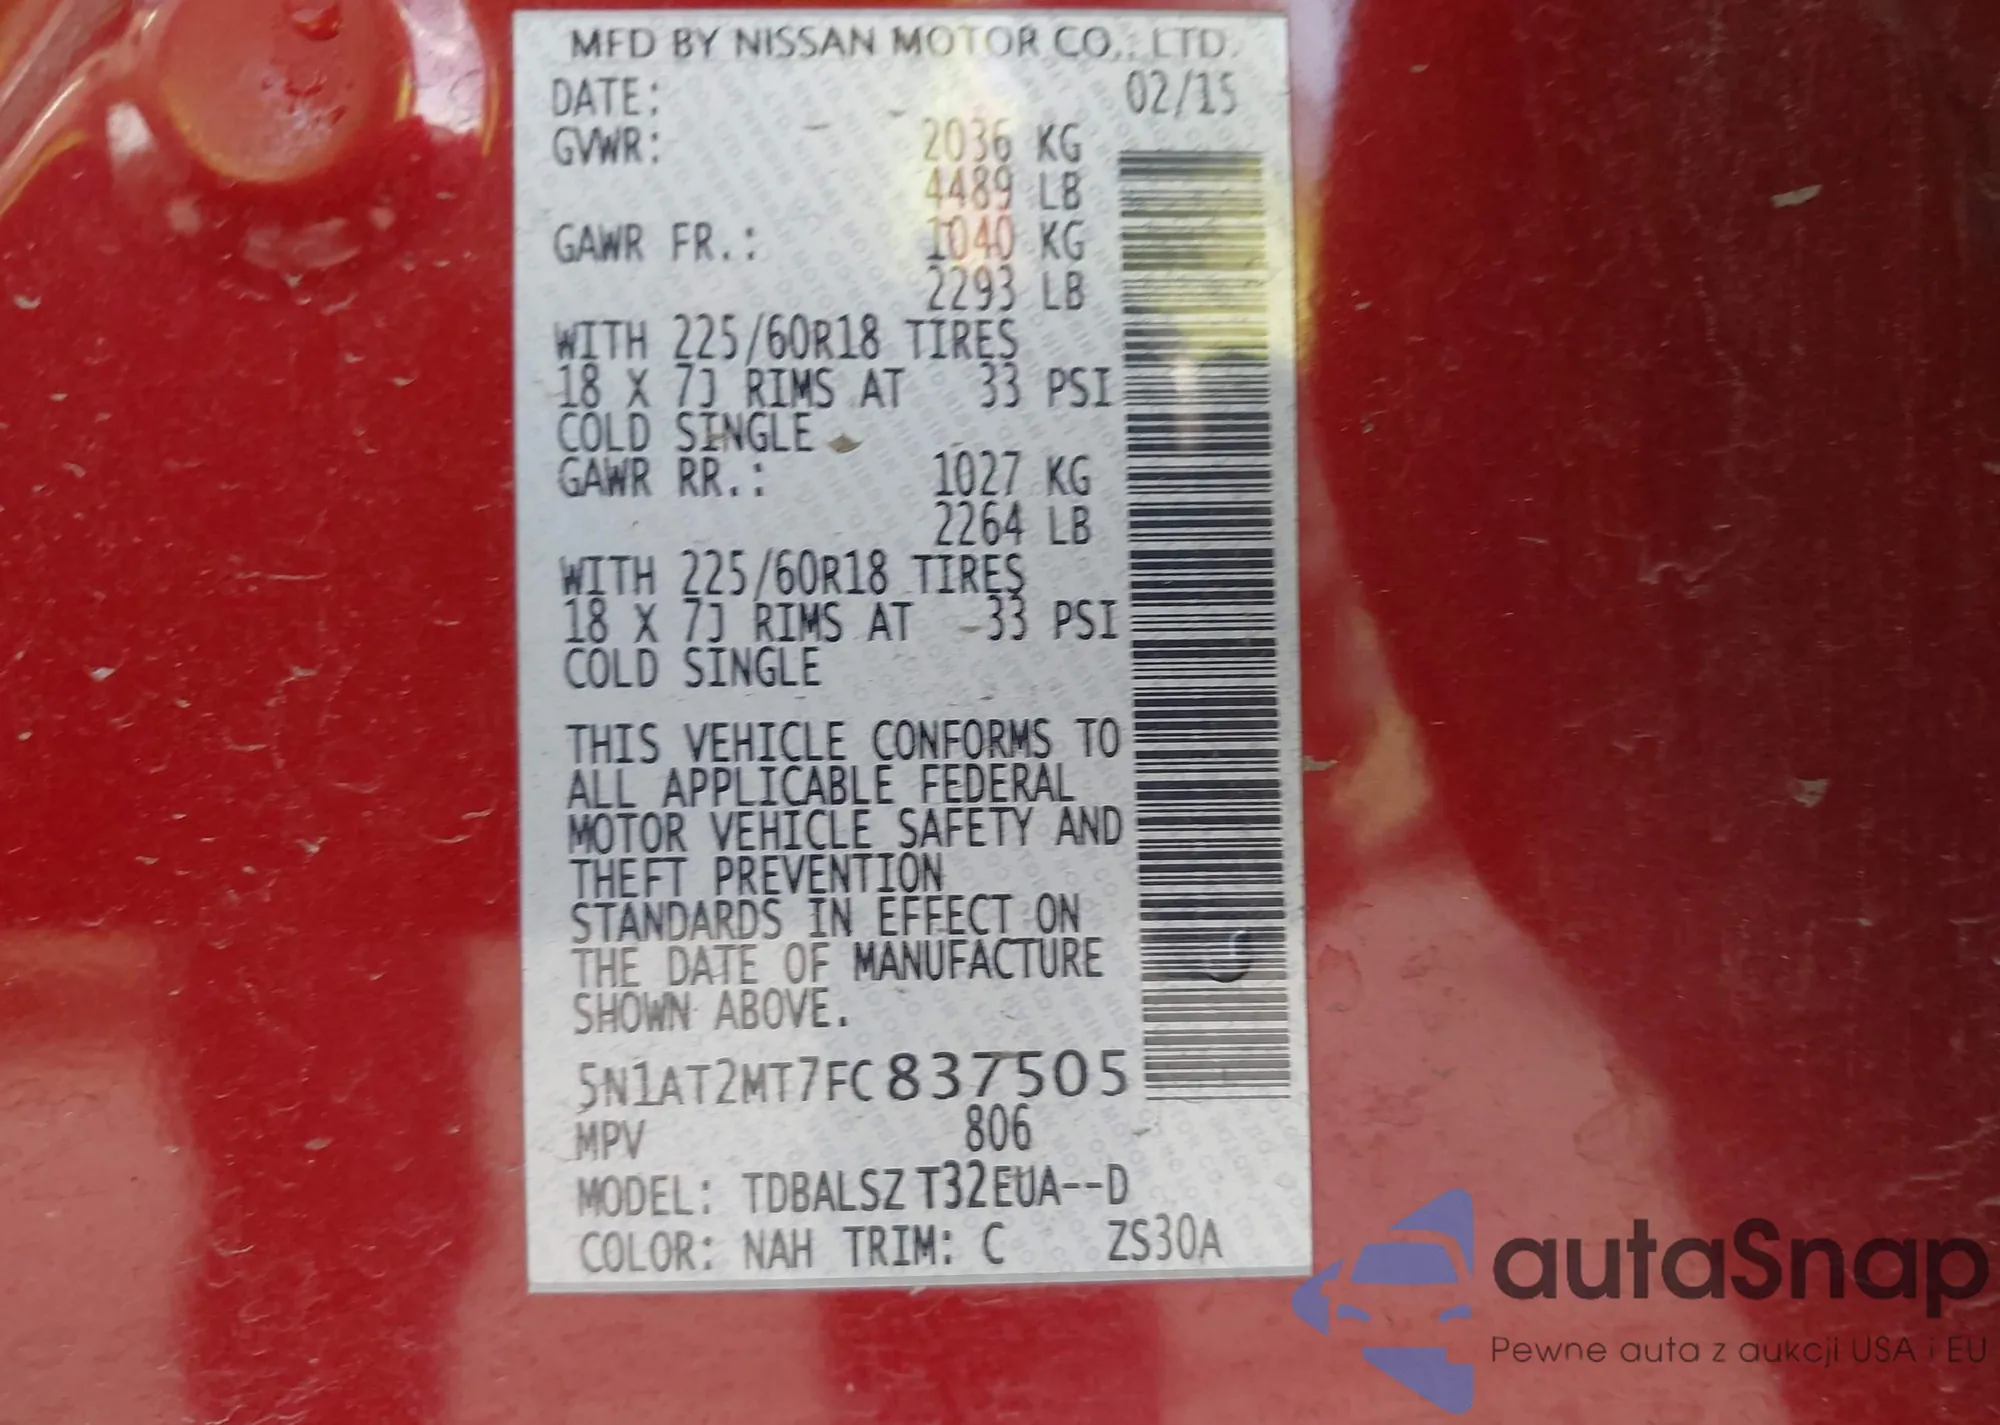 MFD BY NISSAN MOTOR CO., LTD.
DATE: 02/15
GVWR: 2036 KG
4489 LB
GAWR FR.: 1040 KG
2293 LB
WITH 225/60R18 TIRES
18 X 7J RIMS AT 33 PSI
COLD SINGLE
GAWR RR.: 1027 KG
2264 LB
WITH 225/60R18 TIRES
18 X 7J RIMS AT 33 PSI
COLD SINGLE
THIS VEHICLE CONFORMS TO
ALL APPLICABLE FEDERAL
MOTOR VEHICLE SAFETY AND
THEFT PREVENTION
STANDARDS IN EFFECT ON
THE DATE OF MANUFACTURE
SHOWN ABOVE.
5N1AT2MT7FC837505
MPV 806
MODEL: TDBALSZ T32EUA--D
COLOR: NAH TRIM: C ZS30A
autaSnap
Pewne auta z aukcji USA i EU